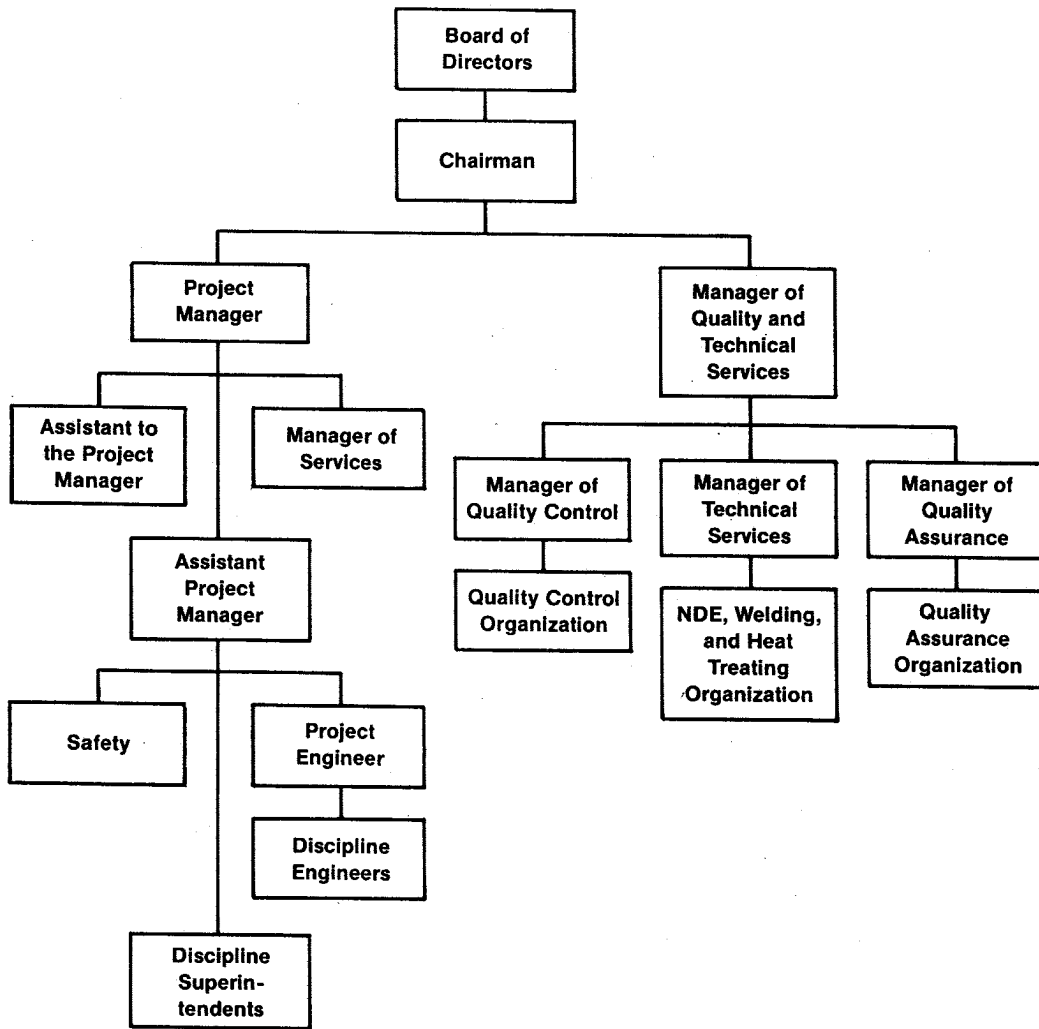 Board of
Directors
Chairman
Project
Manager
Manager of
Quality and
Technical
Services
Assistant to
the Project
Manager
Manager of
Services
Manager of
Quality Control
Manager of
Technical
Services
Manager of
Quality
Assurance
Assistant
Project
Manager
Quality Control
Organization
NDE, Welding,
and Heat
Treating
Organization
Quality
Assurance
Organization
Safety
Project
Engineer
Discipline
Engineers
Discipline
Superin-
tendents